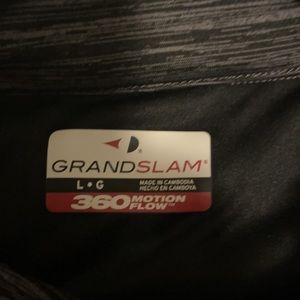 GRANDSLAM®
L • G
MADE IN CAMBODIA
HECHO EN CAMBOYA
360 MOTION
FLOW™